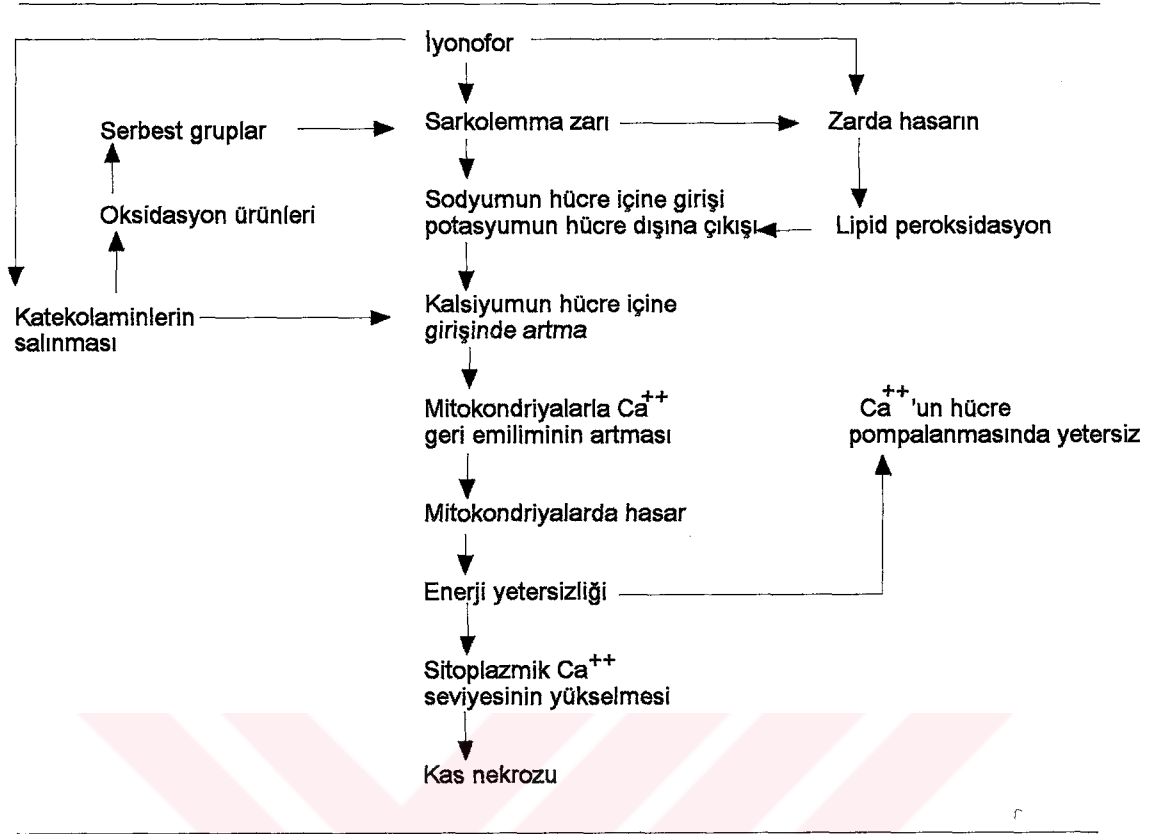 İyonofor
Serbest gruplar
Sarkolemma zarı
Zarda hasarın
Oksidasyon ürünleri
Sodyumun hücre içine girişi
potasyumun hücre dışına çıkışı
Lipid peroksidasyon
Katekolaminlerin
salınması
Kalsiyumun hücre içine
girişinde artma
Mitokondriyalarla Ca++
geri emiliminin artması
Ca++'un hücre
pompalanmasında yetersiz
Mitokondriyalarda hasar
Enerji yetersizliği
Sitoplazmik Ca++
seviyesinin yükselmesi
Kas nekrozu